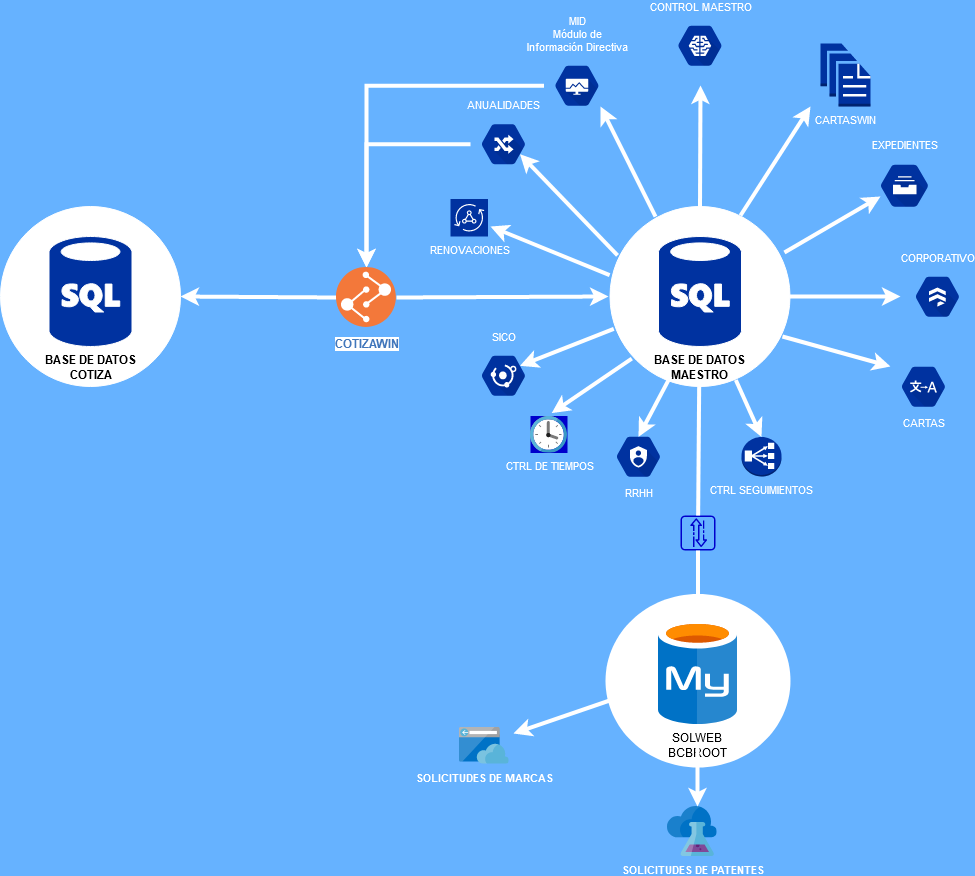 CONTROL MAESTRO
MID
Módulo de
Información Directiva
ANUALIDADES
CARTASWIN
EXPEDIENTES
RENOVACIONES
CORPORATIVO
SQL
BASE DE DATOS
COTIZA
COTIZAWIN
SQL
BASE DE DATOS
MAESTRO
SICO
文→A
CARTAS
CTRL DE TIEMPOS
RRHH
CTRL SEGUIMIENTOS
My
SOLWEB
BCBIROOT
SOLICITUDES DE MARCAS
SOLICITUDES DE PATENTES